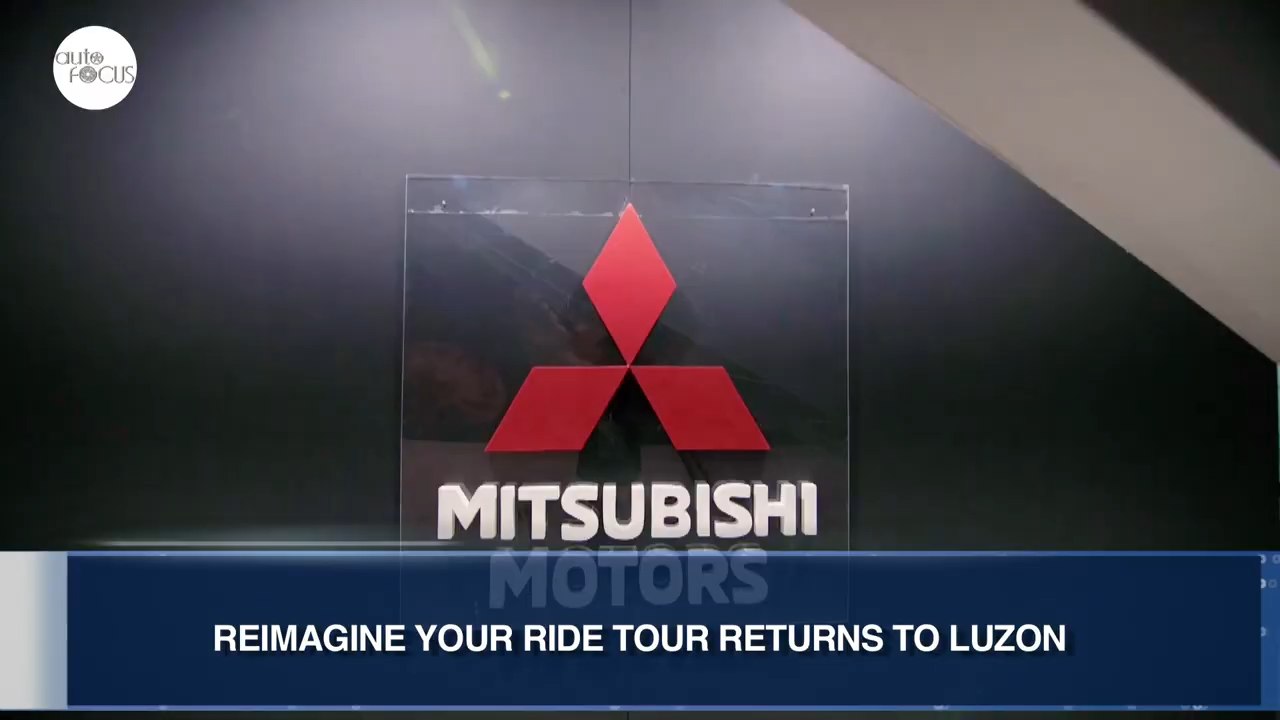 auto
FOCUS
MITSUBISHI
MOTORS
REIMAGINE YOUR RIDE TOUR RETURNS TO LUZON